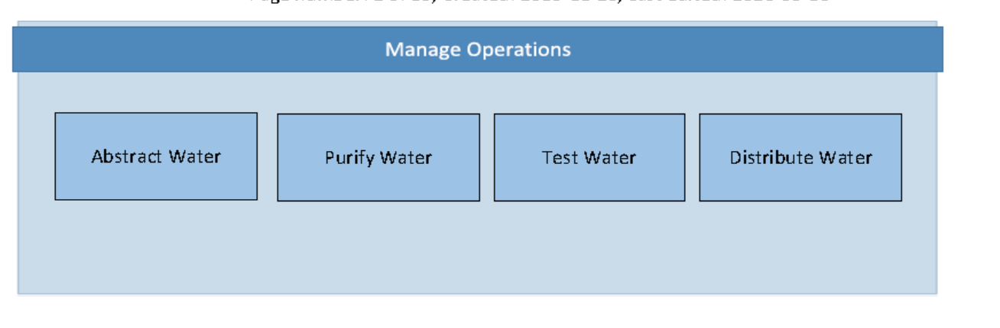 Manage Operations
Abstract Water
Purify Water
Test Water
Distribute Water